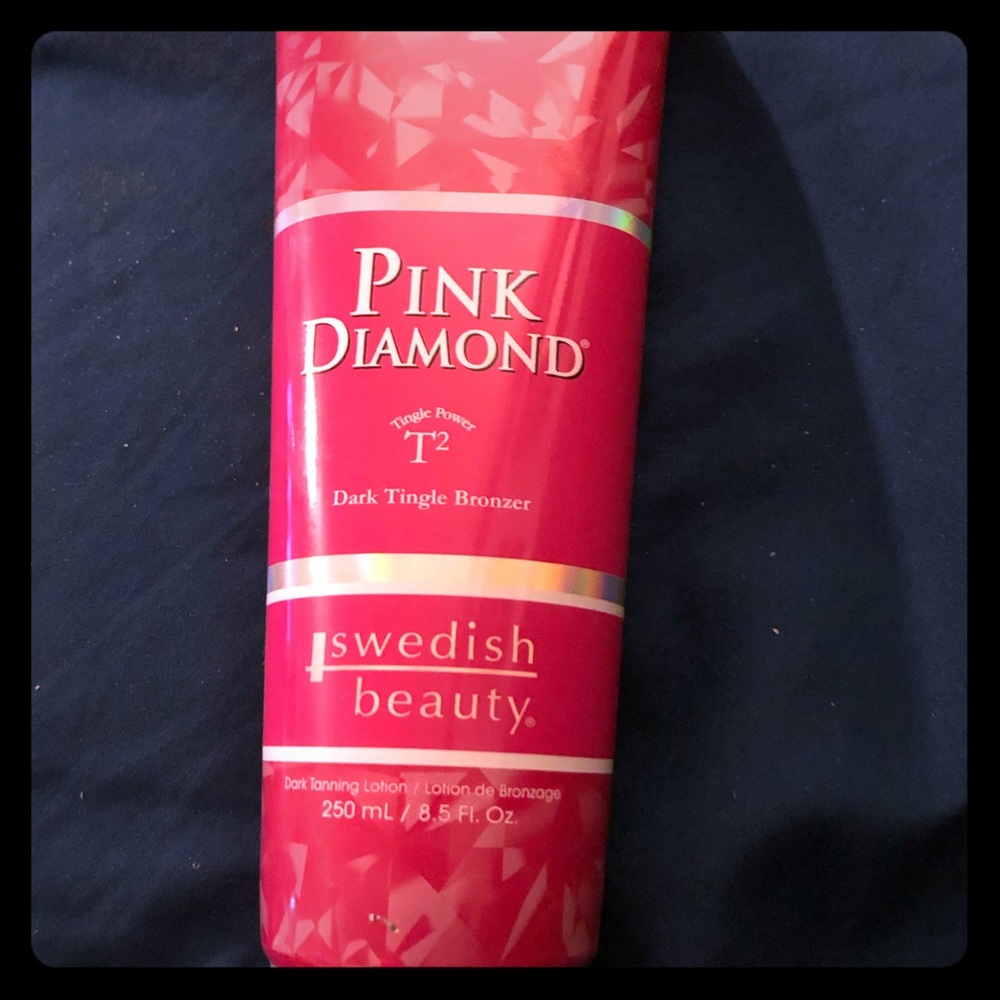 PINK
DIAMOND®
Tingle Power
T²
Dark Tingle Bronzer
swedish
beauty®
Dark Tanning Lotion / Lotion de Bronzage
250 mL / 8.5 Fl. Oz.